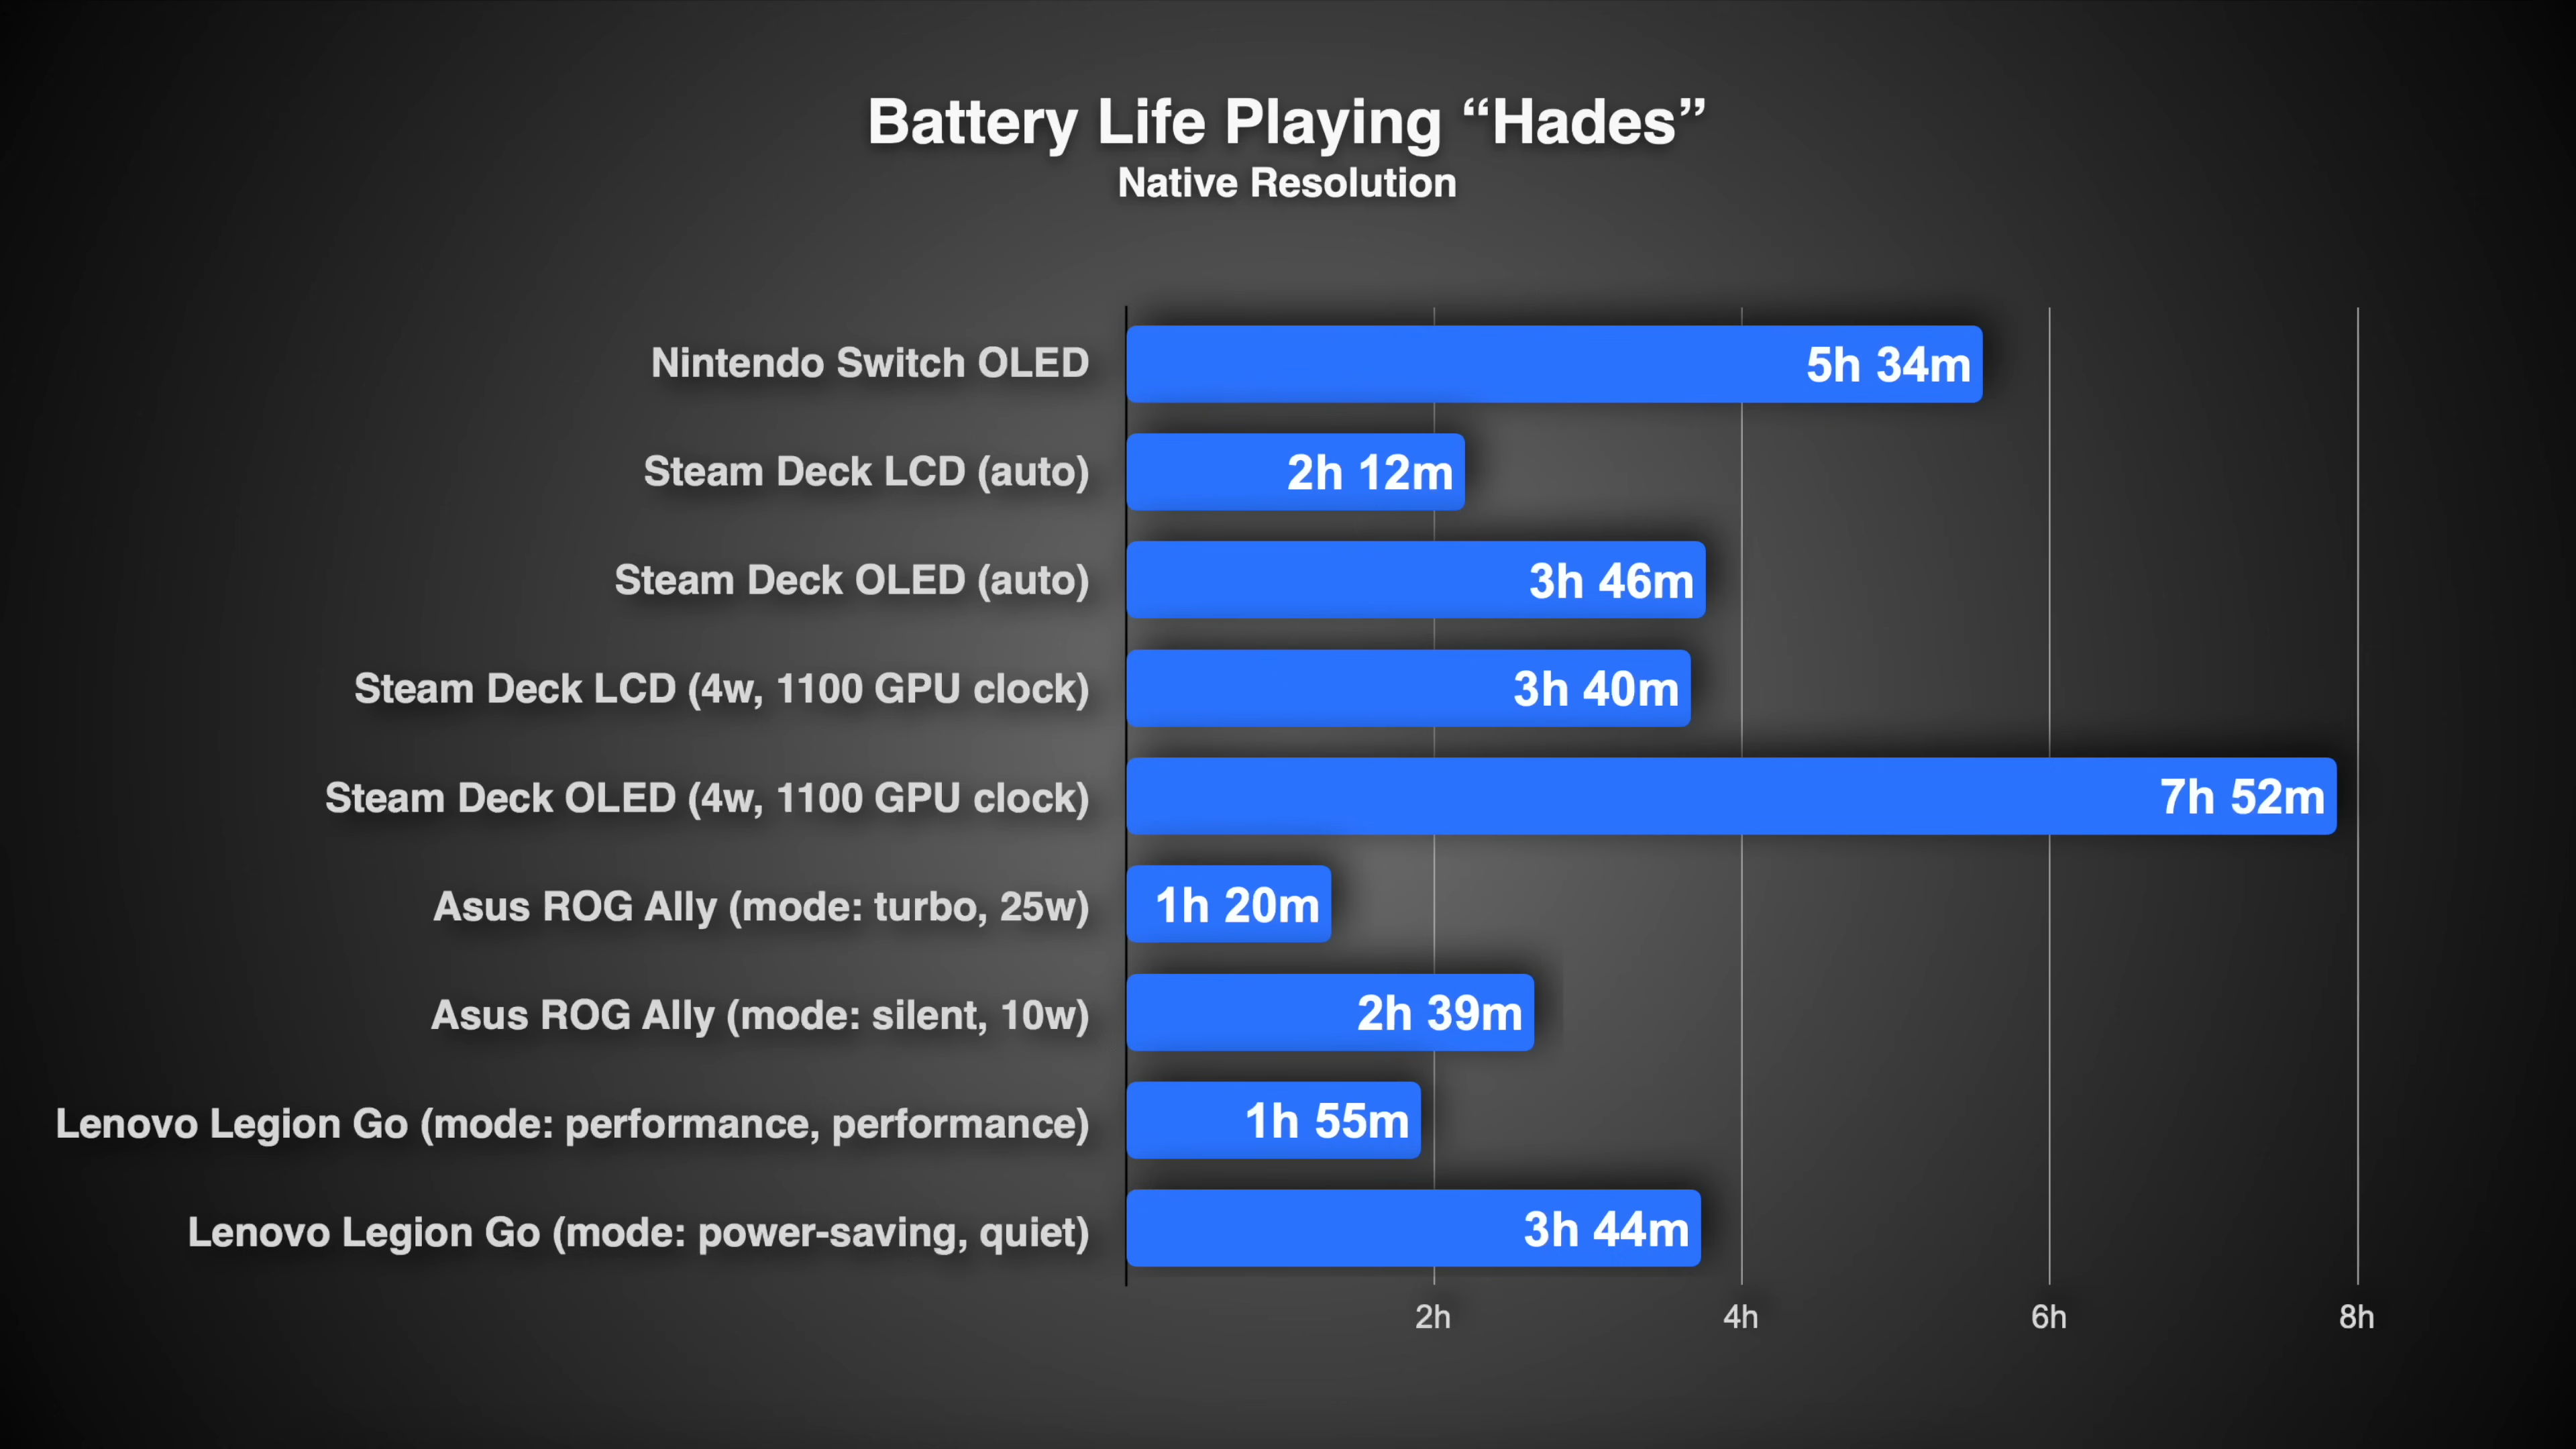 Battery Life Playing “Hades”
Native Resolution
Nintendo Switch OLED 5h 34m
Steam Deck LCD (auto) 2h 12m
Steam Deck OLED (auto) 3h 46m
Steam Deck LCD (4w, 1100 GPU clock) 3h 40m
Steam Deck OLED (4w, 1100 GPU clock) 7h 52m
Asus ROG Ally (mode: turbo, 25w) 1h 20m
Asus ROG Ally (mode: silent, 10w) 2h 39m
Lenovo Legion Go (mode: performance, performance) 1h 55m
Lenovo Legion Go (mode: power-saving, quiet) 3h 44m
2h 4h 6h 8h